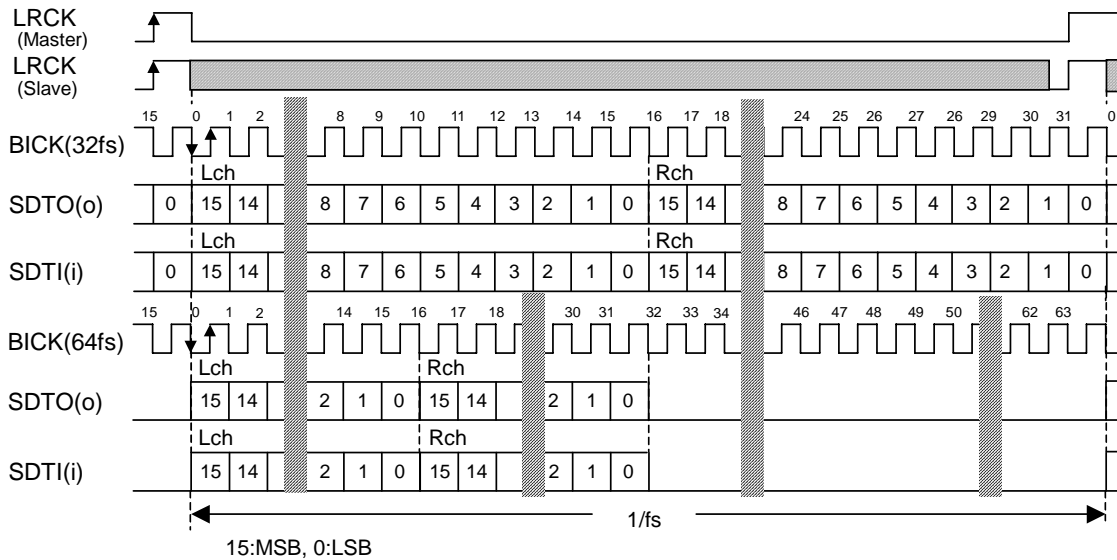 LRCK
(Master)
LRCK
(Slave)
15 0 1 2 8 9 10 11 12 13 14 15 16 17 18 24 25 26 26 29 30 31 0
BICK(32fs)
Lch Rch
SDTO(o) 0 15 14 8 7 6 5 4 3 2 1 0 15 14 8 7 6 5 4 3 2 1 0
Lch Rch
SDTI(i) 0 15 14 8 7 6 5 4 3 2 1 0 15 14 8 7 6 5 4 3 2 1 0
15 0 1 2 14 15 16 17 18 30 31 32 33 34 46 47 48 49 50 62 63
BICK(64fs)
Lch Rch
SDTO(o) 15 14 2 1 0 15 14 2 1 0
Lch Rch
SDTI(i) 15 14 2 1 0 15 14 2 1 0
1/fs
15:MSB, 0:LSB